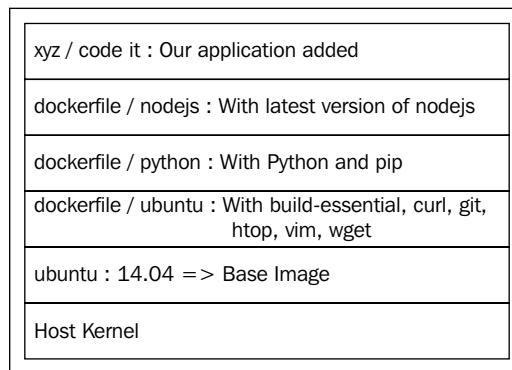 xyz / code it : Our application added
dockerfile / nodejs : With latest version of nodejs
dockerfile / python : With Python and pip
dockerfile / ubuntu : With build-essential, curl, git,
htop, vim, wget
ubuntu : 14.04 => Base Image
Host Kernel